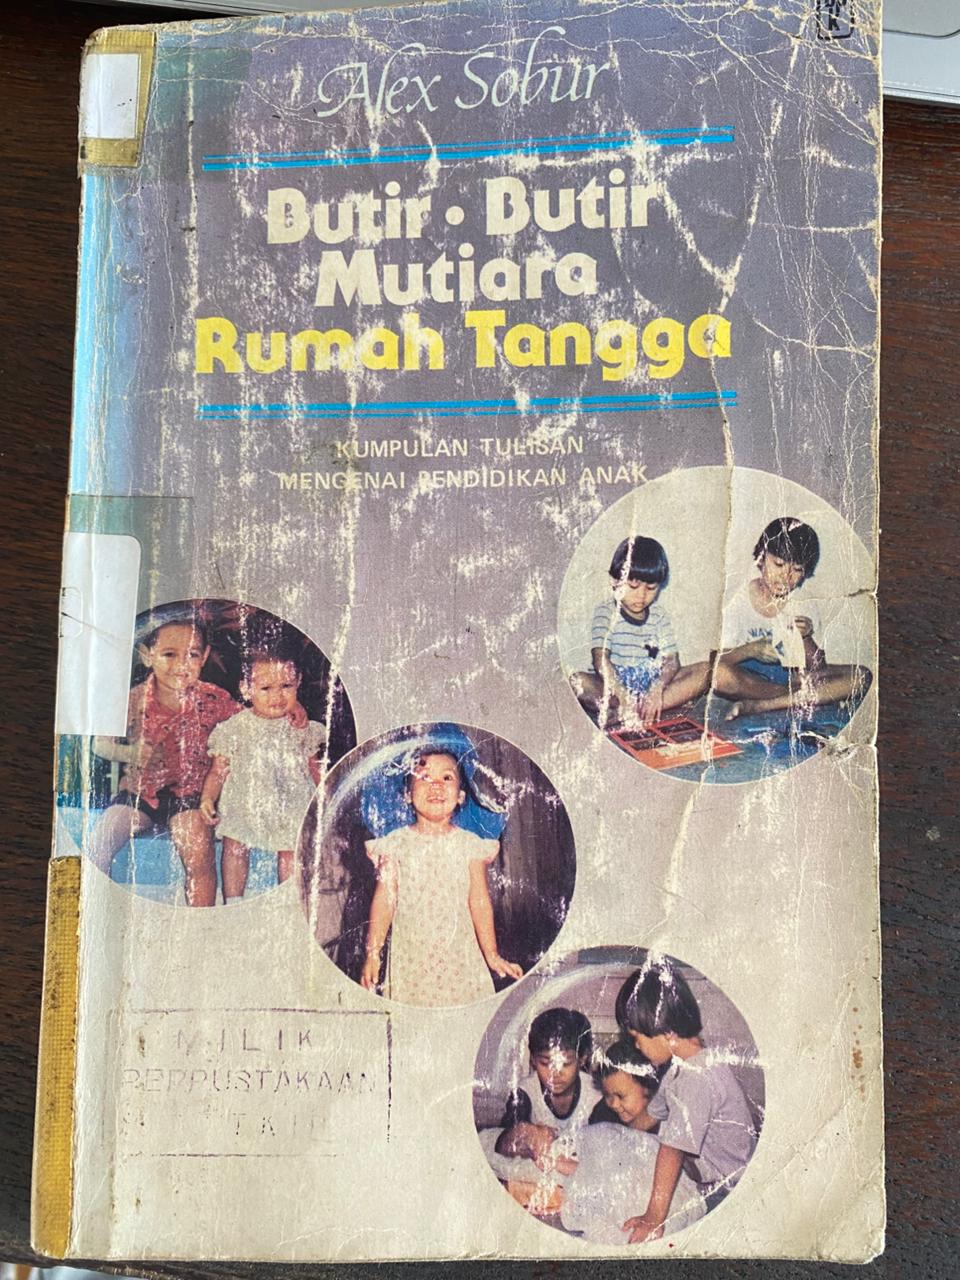 Alex Sobur
Butir • Butir
Mutiara
Rumah Tangga
KUMPULAN TULISAN
MENGENAI PENDIDIKAN ANAK
MILIK
PERPUSTAKAAN